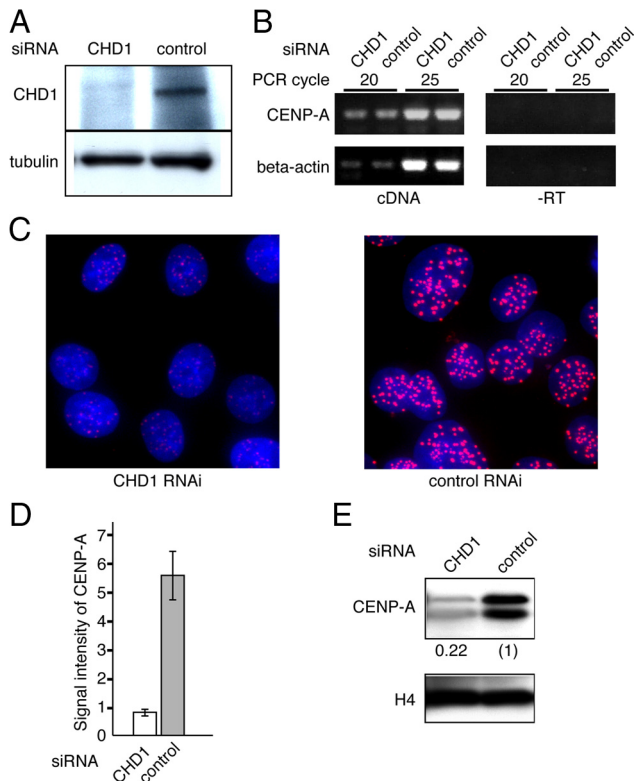 A
siRNA CHD1 control
CHD1
tubulin
B
siRNA CHD1 control CHD1 control CHD1 control CHD1 control
PCR cycle 20 25 20 25
CENP-A
beta-actin
cDNA -RT
C
CHD1 RNAi control RNAi
D
Signal intensity of CENP-A
7
6
5
4
3
2
1
0
siRNA CHD1 control
E
siRNA CHD1 control
CENP-A
0.22 (1)
H4